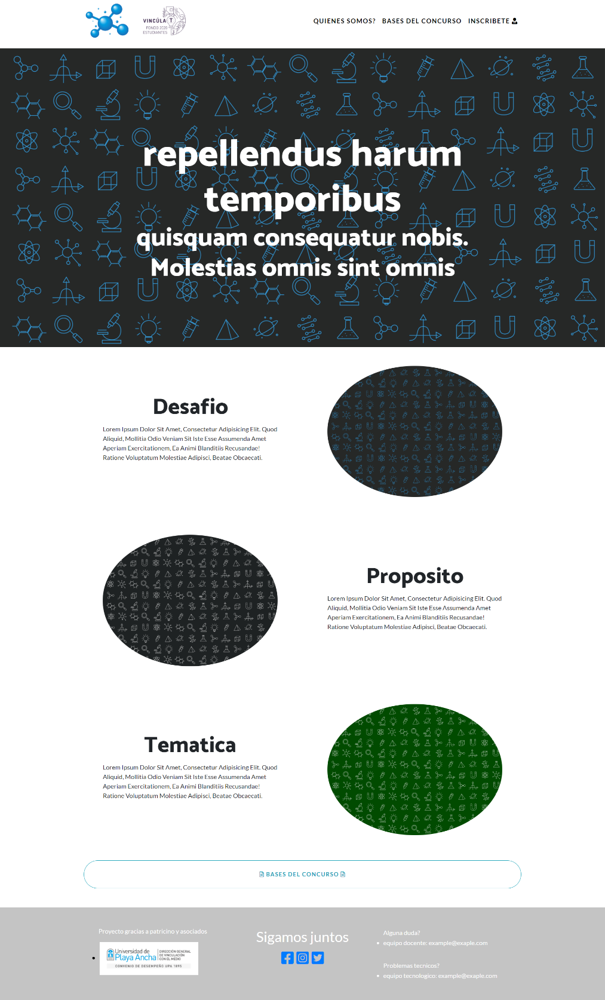 VINCÚLA T
FONDO 2020
ESTUDIANTES
QUIENES SOMOS? BASES DEL CONCURSO INSCRIBETE
repellendus harum
temporibus
quisquam consequatur nobis.
Molestias omnis sint omnis
Desafio
Lorem Ipsum Dolor Sit Amet, Consectetur Adipisicing Elit. Quod
Aliquid, Mollitia Odio Veniam Sit Iste Esse Assumenda Amet
Aperiam Exercitationem, Ea Animi Blanditiis Recusandae!
Ratione Voluptatum Molestiae Adipisci, Beatae Obcaecati.
Proposito
Lorem Ipsum Dolor Sit Amet, Consectetur Adipisicing Elit. Quod
Aliquid, Mollitia Odio Veniam Sit Iste Esse Assumenda Amet
Aperiam Exercitationem, Ea Animi Blanditiis Recusandae!
Ratione Voluptatum Molestiae Adipisci, Beatae Obcaecati.
Tematica
Lorem Ipsum Dolor Sit Amet, Consectetur Adipisicing Elit. Quod
Aliquid, Mollitia Odio Veniam Sit Iste Esse Assumenda Amet
Aperiam Exercitationem, Ea Animi Blanditiis Recusandae!
Ratione Voluptatum Molestiae Adipisci, Beatae Obcaecati.
BASES DEL CONCURSO
Proyecto gracias a patricino y asociados
Universidad de
Playa Ancha
DIRECCIÓN GENERAL
DE VINCULACIÓN
CON EL MEDIO
CONVENIO DE DESEMPEÑO UPA 1895
Sigamos juntos
Alguna duda?
equipo docente: example@exaple.com
Problemas tecnicos?
equipo tecnologico: example@exaple.com